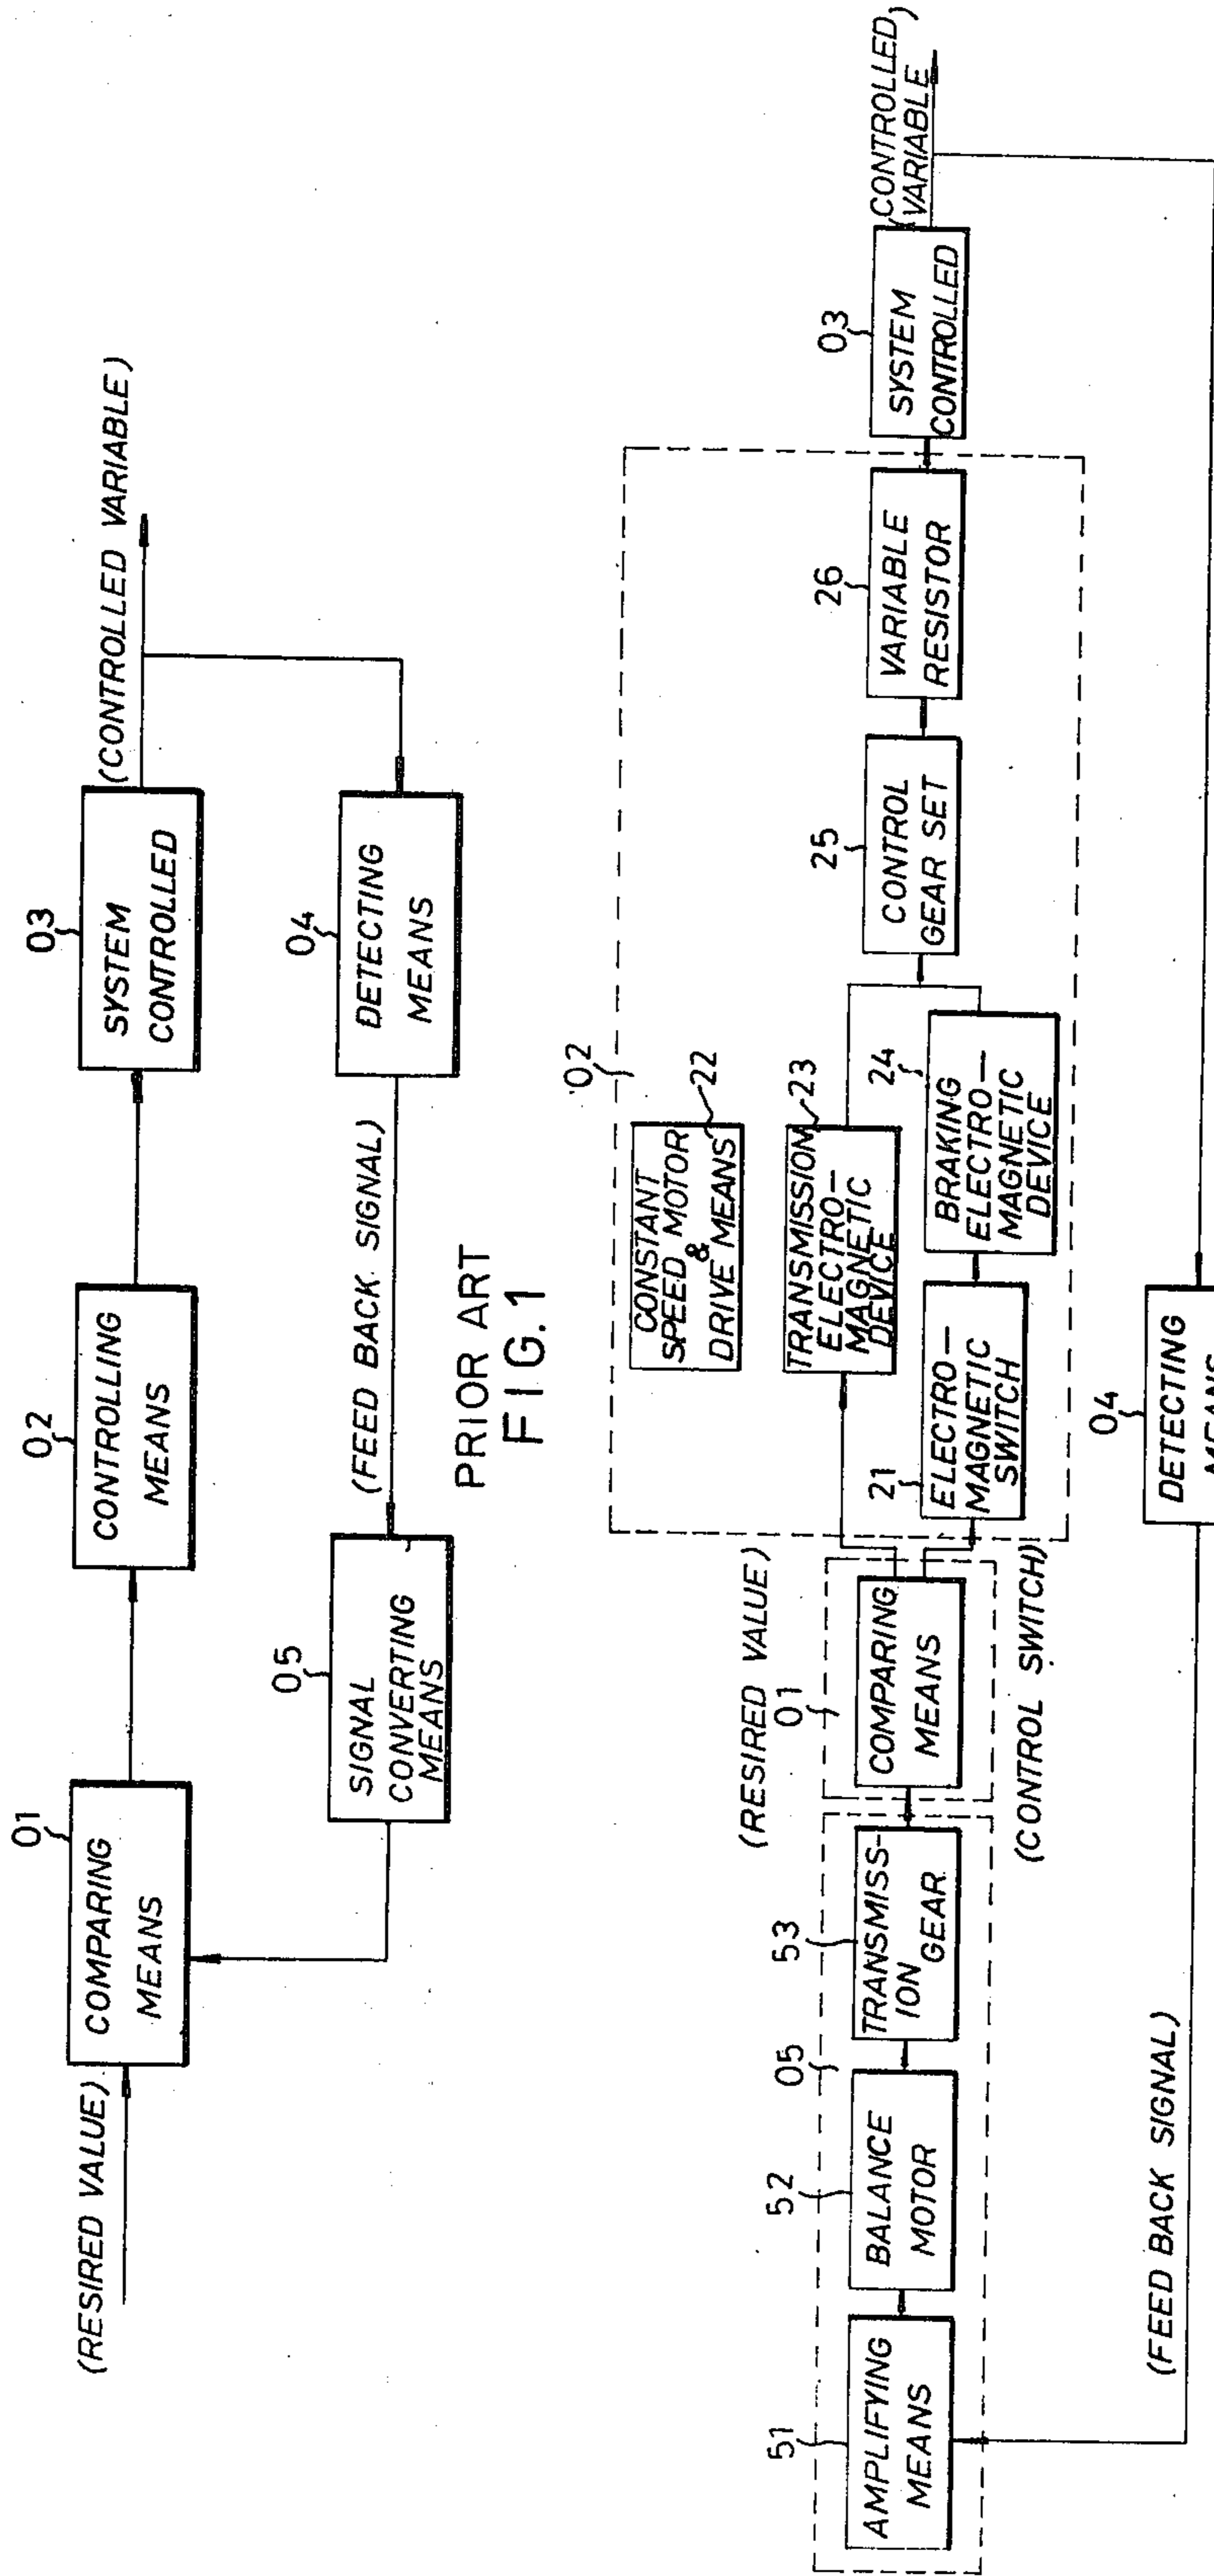 (RESIRED VALUE)
01
COMPARING
MEANS
02
CONTROLLING
MEANS
03
SYSTEM
CONTROLLED
(CONTROLLED VARIABLE)
04
DETECTING
MEANS
(FEED BACK SIGNAL)
05
SIGNAL
CONVERTING
MEANS
PRIOR ART
FIG.1
51
AMPLIFYING
MEANS
52
BALANCE
MOTOR
05
53
TRANSMISS-
ION
GEAR
(RESIRED VALUE)
01
COMPARING
MEANS
(CONTROL SWITCH)
02
CONSTANT
SPEED MOTOR
&
DRIVE MEANS
22
TRANSMISSION
ELECTRO-
MAGNETIC
DEVICE
23
21
ELECTRO-
MAGNETIC
SWITCH
24
BRAKING
ELECTRO-
MAGNETIC
DEVICE
25
CONTROL
GEAR SET
26
VARIABLE
RESISTOR
03
SYSTEM
CONTROLLED
(CONTROLLED
VARIABLE)
04
DETECTING
MEANS
(FEED BACK SIGNAL)